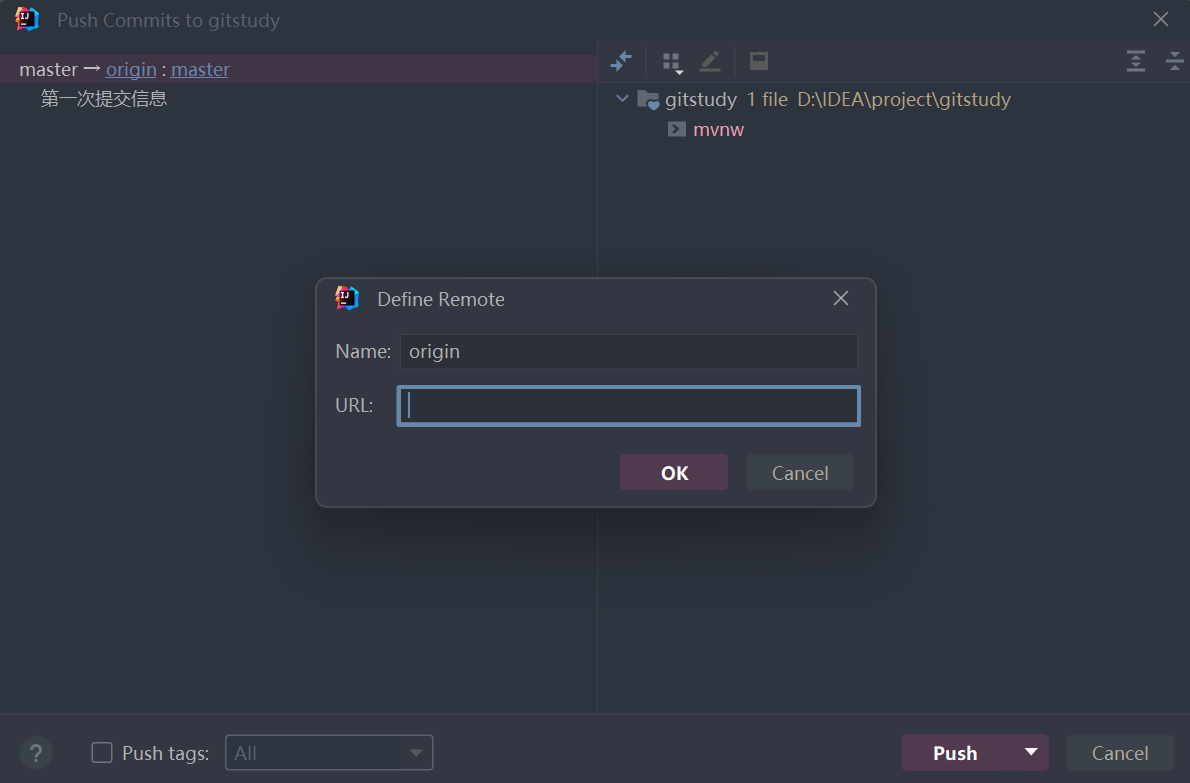 Push Commits to gitstudy
master → origin : master
第一次提交信息
gitstudy 1 file D:\IDEA\project\gitstudy
mvnw
Define Remote
Name: origin
URL:
OK Cancel
? Push tags: All Push Cancel